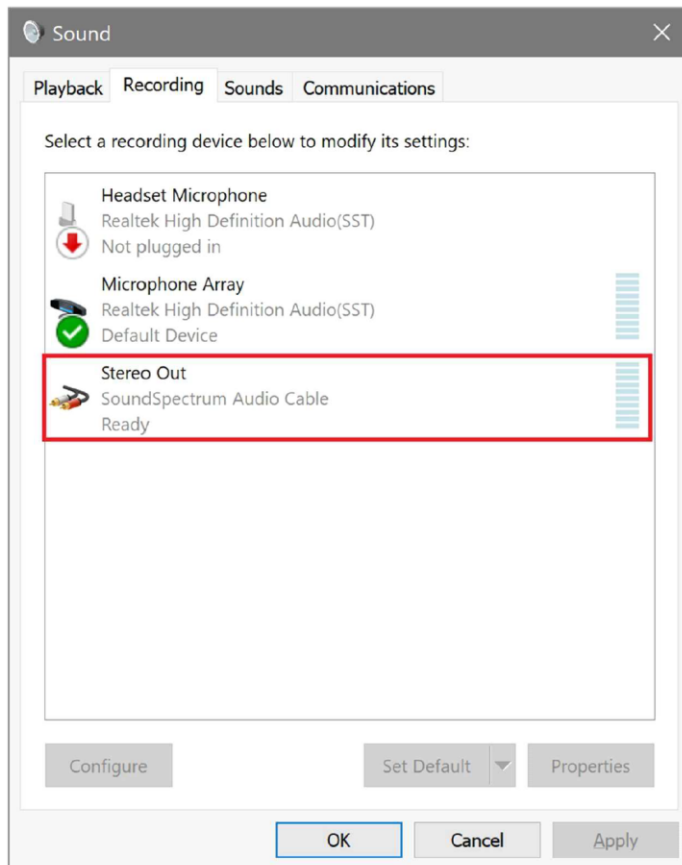 Sound
Playback Recording Sounds Communications
Select a recording device below to modify its settings:
Headset Microphone
Realtek High Definition Audio(SST)
Not plugged in
Microphone Array
Realtek High Definition Audio(SST)
Default Device
Stereo Out
SoundSpectrum Audio Cable
Ready
Configure Set Default Properties
OK Cancel Apply